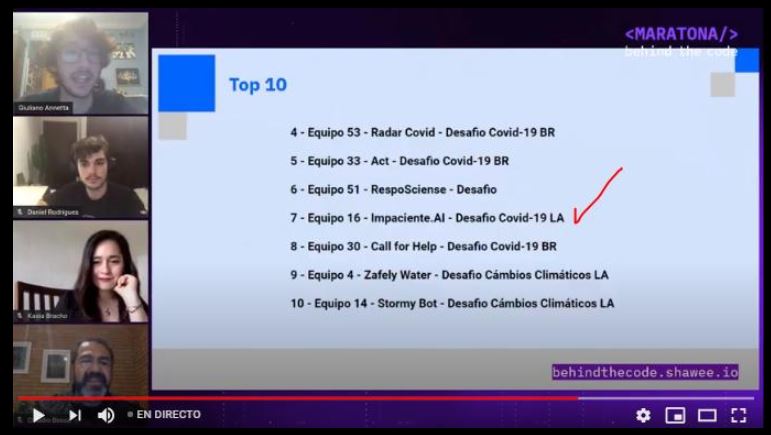 <MARATONA/>
behind the code
Giuliano Annetta
Top 10
4 - Equipo 53 - Radar Covid - Desafio Covid-19 BR
5 - Equipo 33 - Act - Desafio Covid-19 BR
6 - Equipo 51 - RespoSciense - Desafio
7 - Equipo 16 - Impaciente.AI - Desafio Covid-19 LA
8 - Equipo 30 - Call for Help - Desafio Covid-19 BR
9 - Equipo 4 - Zafely Water - Desafio Cámbios Climáticos LA
10 - Equipo 14 - Stormy Bot - Desafio Cámbios Climáticos LA
Daniel Rodrigues
Kasia Bracho
behindthecode.shawee.io
EN DIRECTO